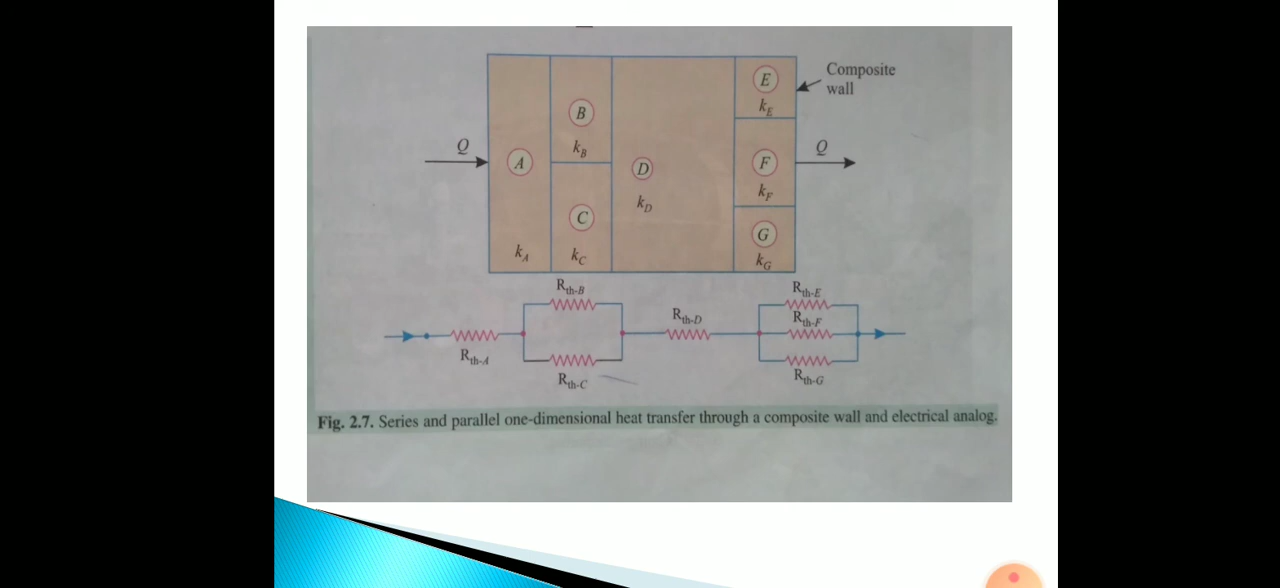 Composite
wall
E
k_E
B
k_B
Q
A
D
k_D
F
k_F
Q
C
k_C
G
k_G
k_A
R_th-B
R_th-E
R_th-D
R_th-F
R_th-A
R_th-C
R_th-G
Fig. 2.7. Series and parallel one-dimensional heat transfer through a composite wall and electrical analog.